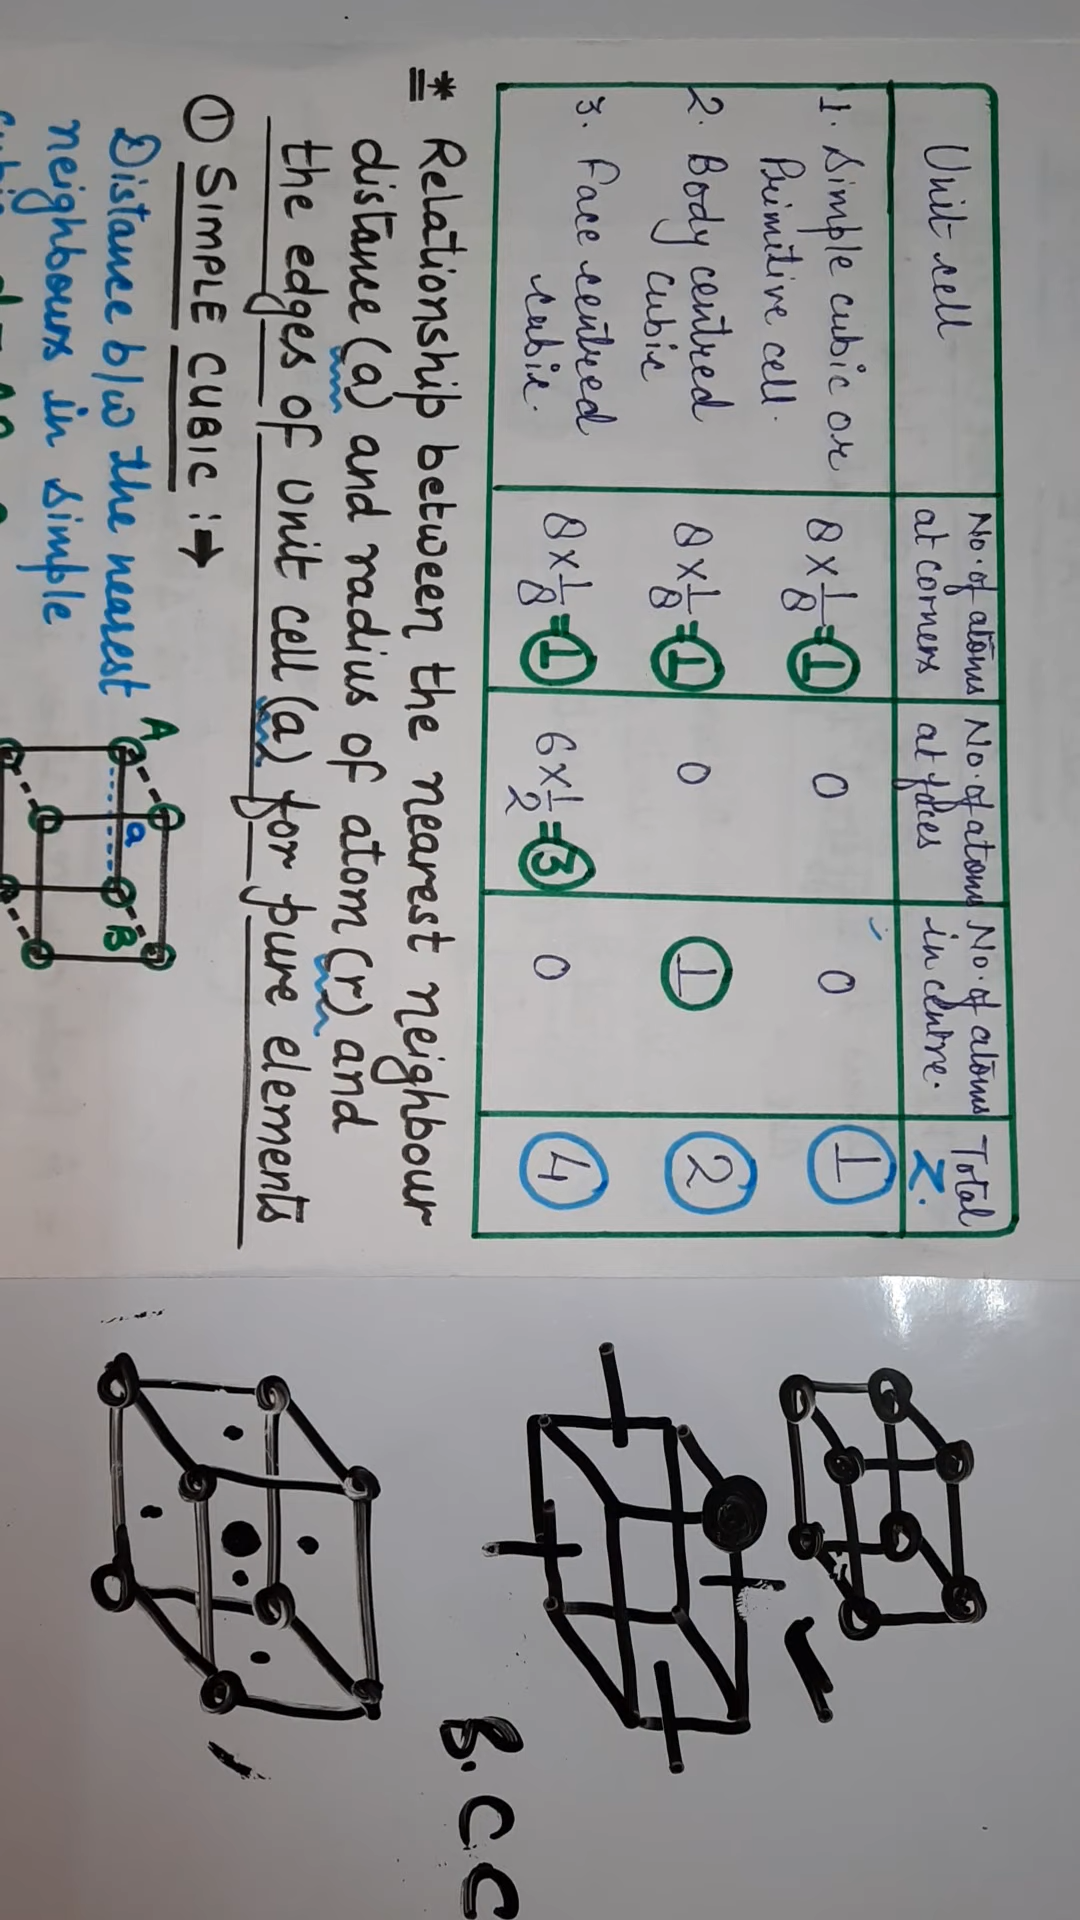 Unit cell
No. of atoms
at corners
No. of atoms
at faces
No. of atoms
in centre.
Total
Z.
1. Simple cubic or
Primitive cell.
8 × 1/8 = 1
0
0
1
2. Body centred
cubic
8 × 1/8 = 1
0
1
2
3. Face centred
cubic.
8 × 1/8 = 1
6 × 1/2 = 3
0
4
* Relationship between the nearest neighbour
distance (a) and radius of atom (r) and
the edges of unit cell (a) for pure elements
① SIMPLE CUBIC :→
Distance b/w the nearest
neighbours in simple
A
a
B
B.CC